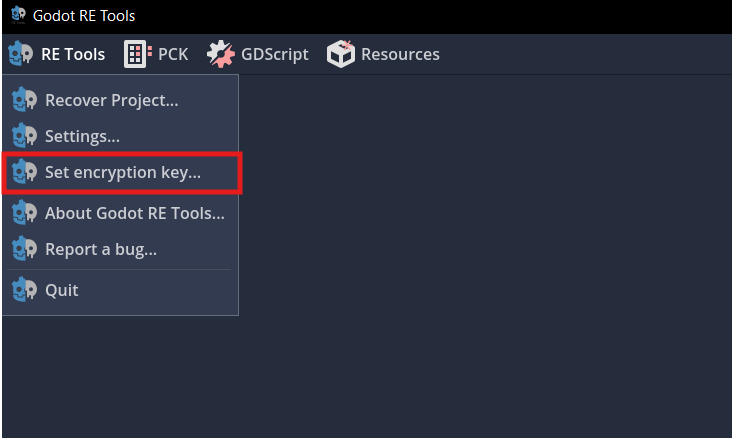 Godot RE Tools
RE Tools PCK GDScript Resources
Recover Project...
Settings...
Set encryption key...
About Godot RE Tools...
Report a bug...
Quit